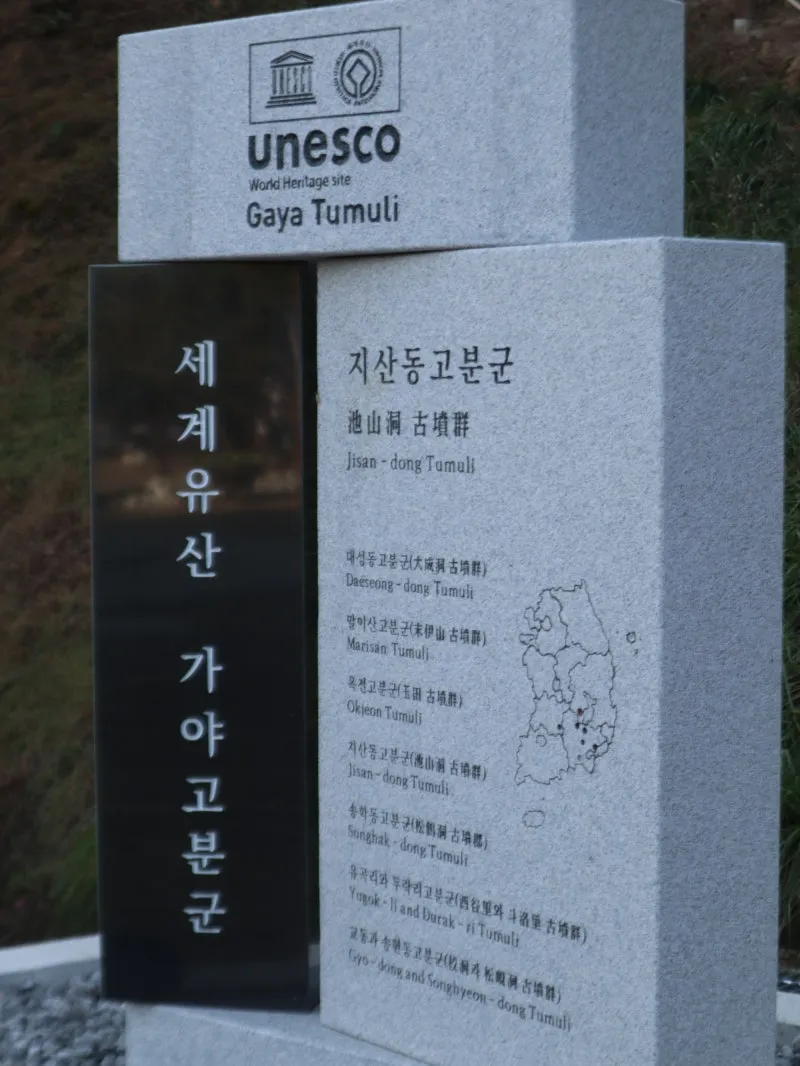 UNESCO
unesco
World Heritage site
Gaya Tumuli
세계유산 가야고분군
지산동고분군
池山洞 古墳群
Jisan-dong Tumuli
대성동고분군(大成洞 古墳群)
Daeseong-dong Tumuli
말이산고분군(末伊山 古墳群)
Marisan Tumuli
옥전고분군(玉田 古墳群)
Okjeon Tumuli
지산동고분군(池山洞 古墳群)
Jisan-dong Tumuli
송학동고분군(松鶴洞 古墳群)
Songhak-dong Tumuli
유곡리와 두락리고분군(酉谷里와 斗洛里 古墳群)
Yugok-li and Durak-ri Tumuli
교동과 송현동고분군(校洞과 松峴洞 古墳群)
Gyo-dong and Songhyeon-dong Tumuli